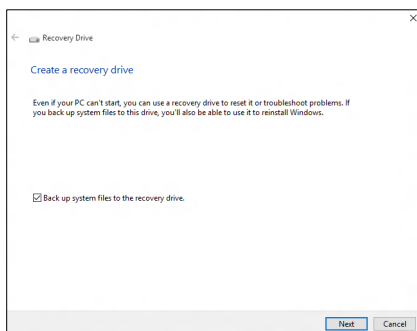 Recovery Drive
Create a recovery drive
Even if your PC can't start, you can use a recovery drive to reset it or troubleshoot problems. If
you back up system files to this drive, you'll also be able to use it to reinstall Windows.
Back up system files to the recovery drive.
Next Cancel